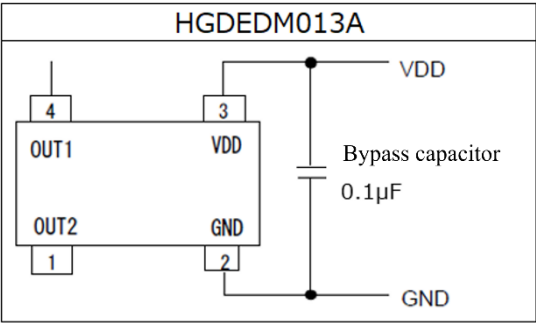 HGDEDM013A
VDD
4
3
OUT1
VDD
Bypass capacitor
0.1µF
OUT2
GND
1
2
GND